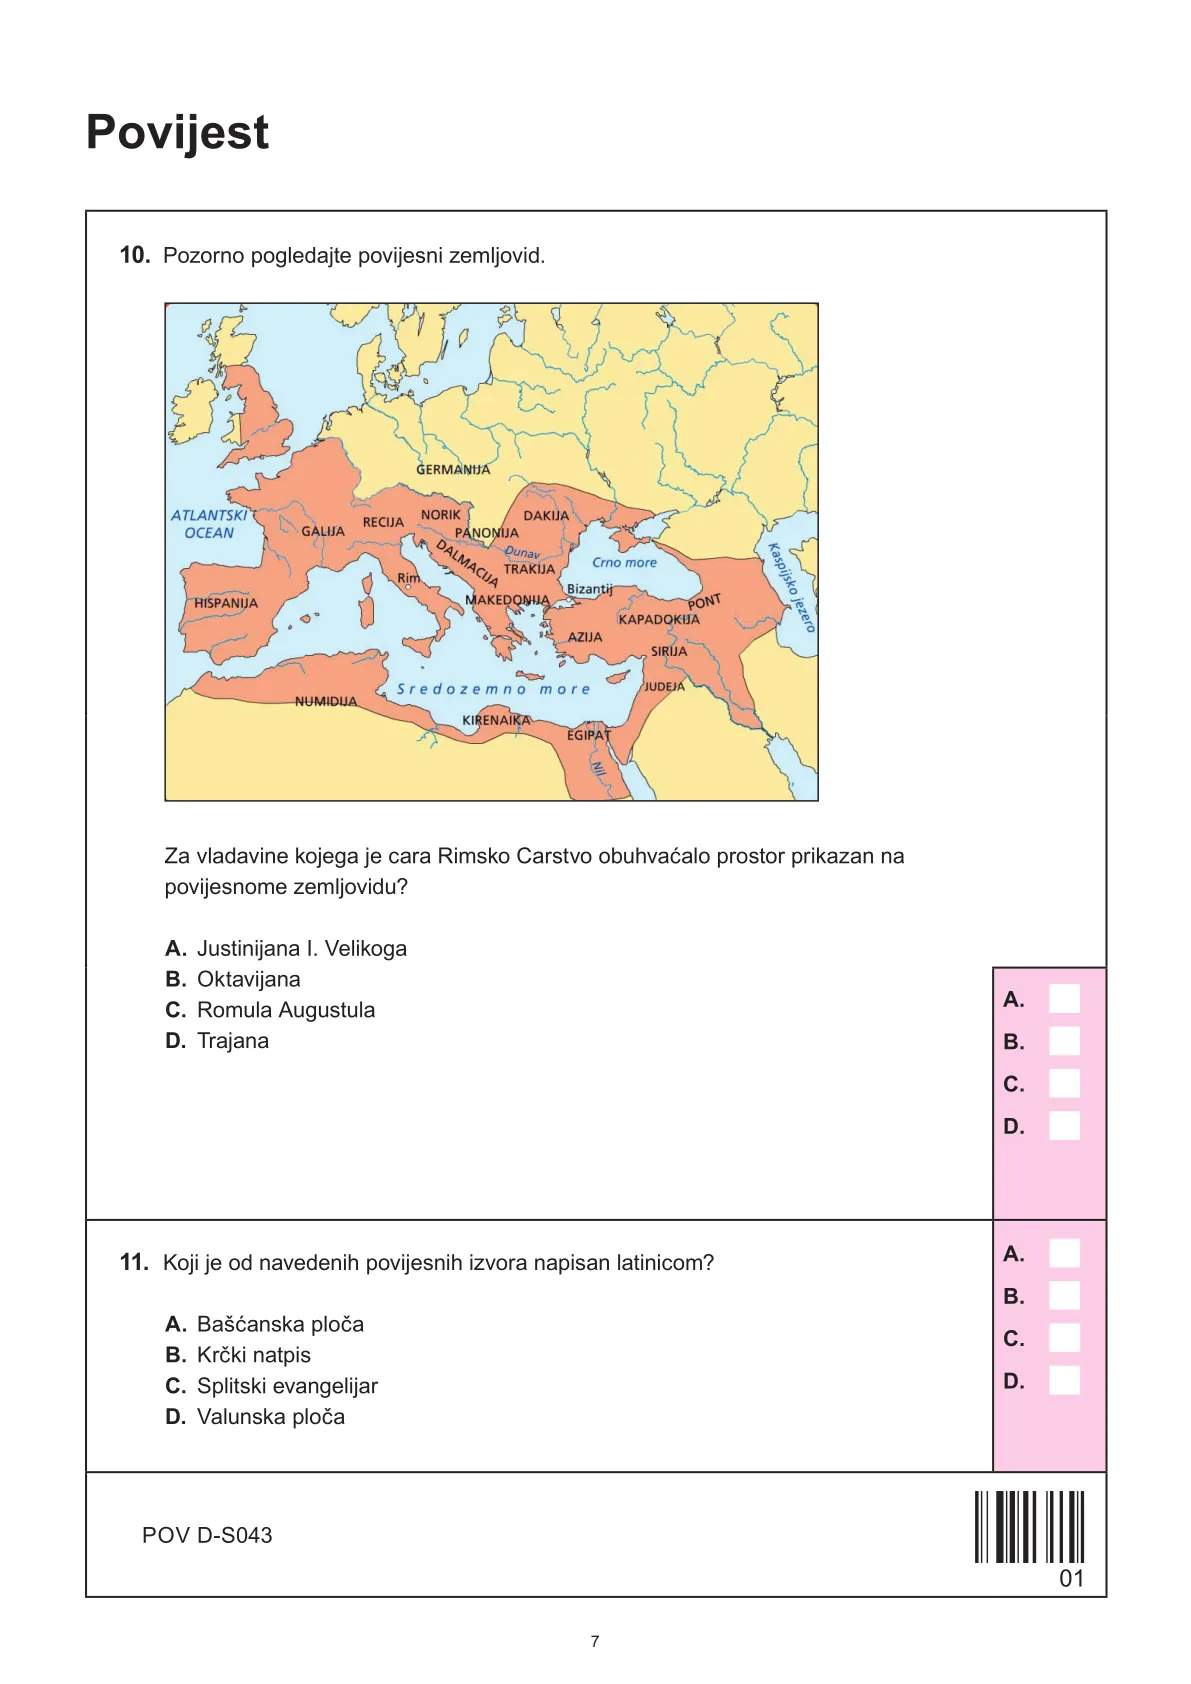 Povijest
10. Pozorno pogledajte povijesni zemljovid.
GERMANIJA
ATLANTSKI
OCEAN
GALIJA
RECIJA
NORIK
PANONIJA
DAKIJA
DALMACIJA
Dunav
TRAKIJA
Crno more
Kaspijsko jezero
Rim
Bizantij
HISPANIJA
MAKEDONIJA
PONT
KAPADOKIJA
AZIJA
SIRIJA
Sredozemno more
JUDEJA
NUMIDIJA
KIRENAIKA
EGIPAT
Nil
Za vladavine kojega je cara Rimsko Carstvo obuhvaćalo prostor prikazan na
povijesnome zemljovidu?
A. Justinijana I. Velikoga
B. Oktavijana
C. Romula Augustula
D. Trajana
A.
B.
C.
D.
11. Koji je od navedenih povijesnih izvora napisan latinicom?
A. Bašćanska ploča
B. Krčki natpis
C. Splitski evangelijar
D. Valunska ploča
A.
B.
C.
D.
POV D-S043
01
7